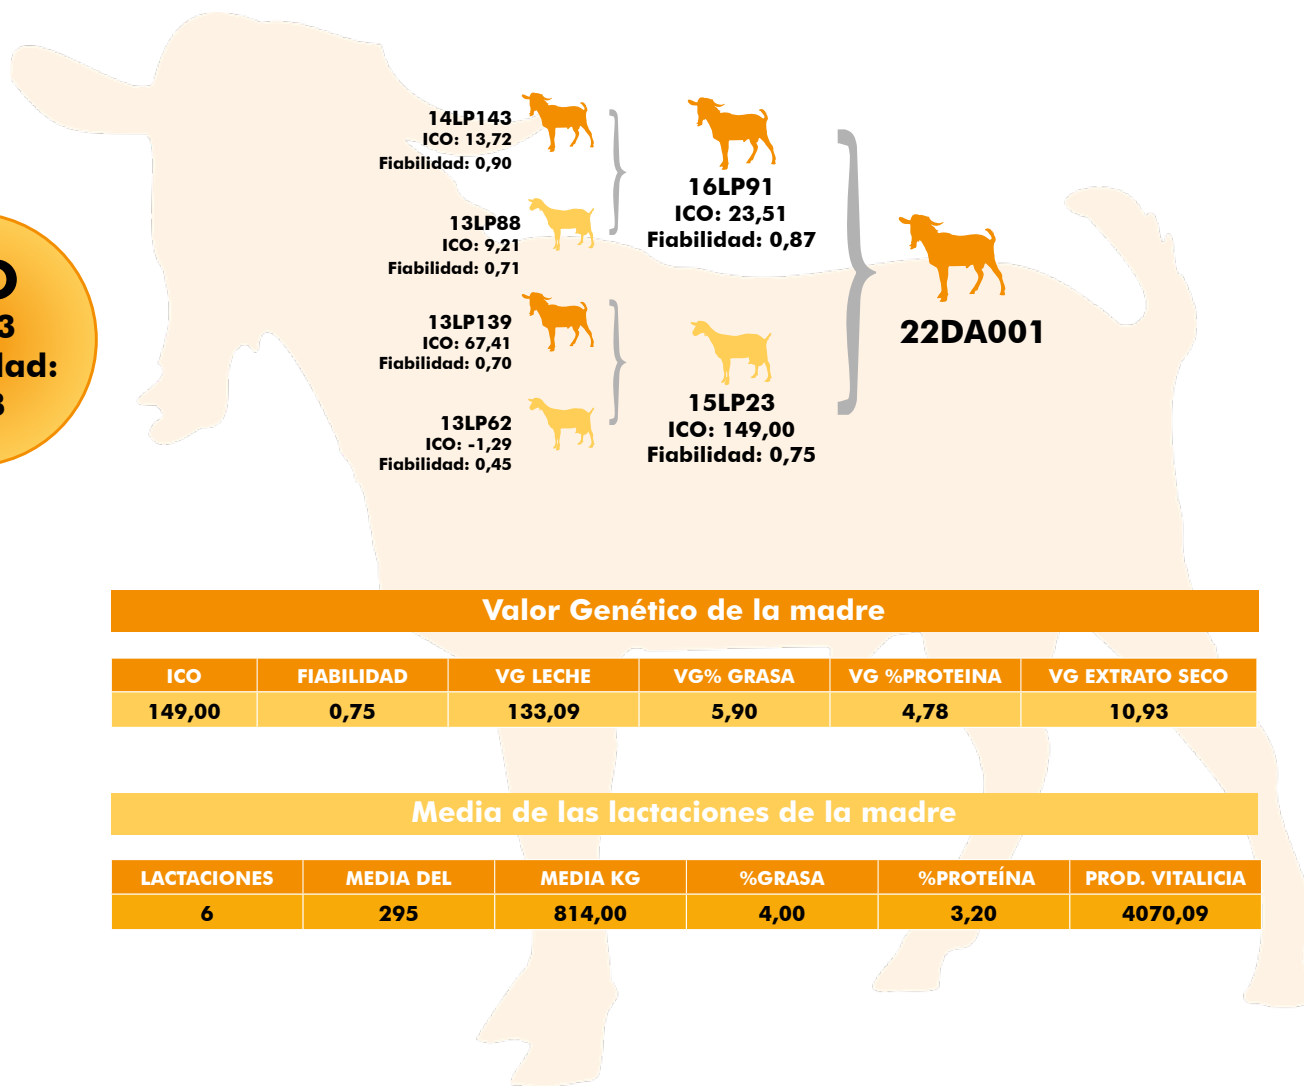 14LP143
ICO: 13,72
Fiabilidad: 0,90
13LP88
ICO: 9,21
Fiabilidad: 0,71
13LP139
ICO: 67,41
Fiabilidad: 0,70
13LP62
ICO: -1,29
Fiabilidad: 0,45
16LP91
ICO: 23,51
Fiabilidad: 0,87
15LP23
ICO: 149,00
Fiabilidad: 0,75
22DA001
Valor Genético de la madre
ICO FIABILIDAD VG LECHE VG% GRASA VG %PROTEINA VG EXTRATO SECO
149,00 0,75 133,09 5,90 4,78 10,93
Media de las lactaciones de la madre
LACTACIONES MEDIA DEL MEDIA KG %GRASA %PROTEÍNA PROD. VITALICIA
6 295 814,00 4,00 3,20 4070,09